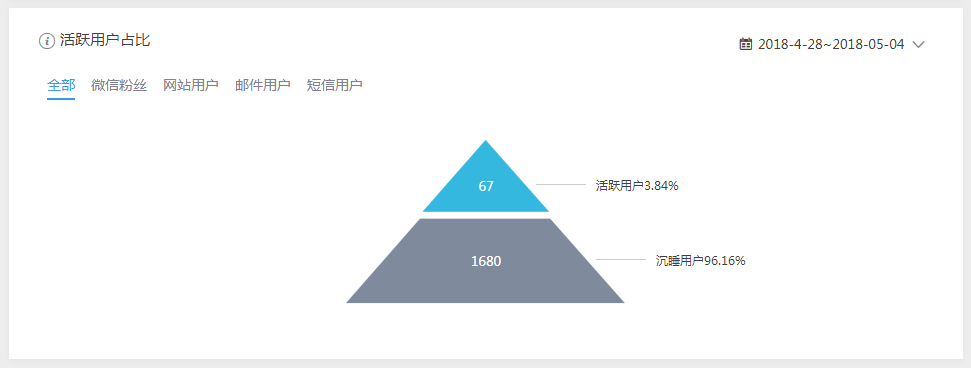 活跃用户占比
2018-4-28~2018-05-04
全部 微信粉丝 网站用户 邮件用户 短信用户
67
活跃用户3.84%
1680
沉睡用户96.16%